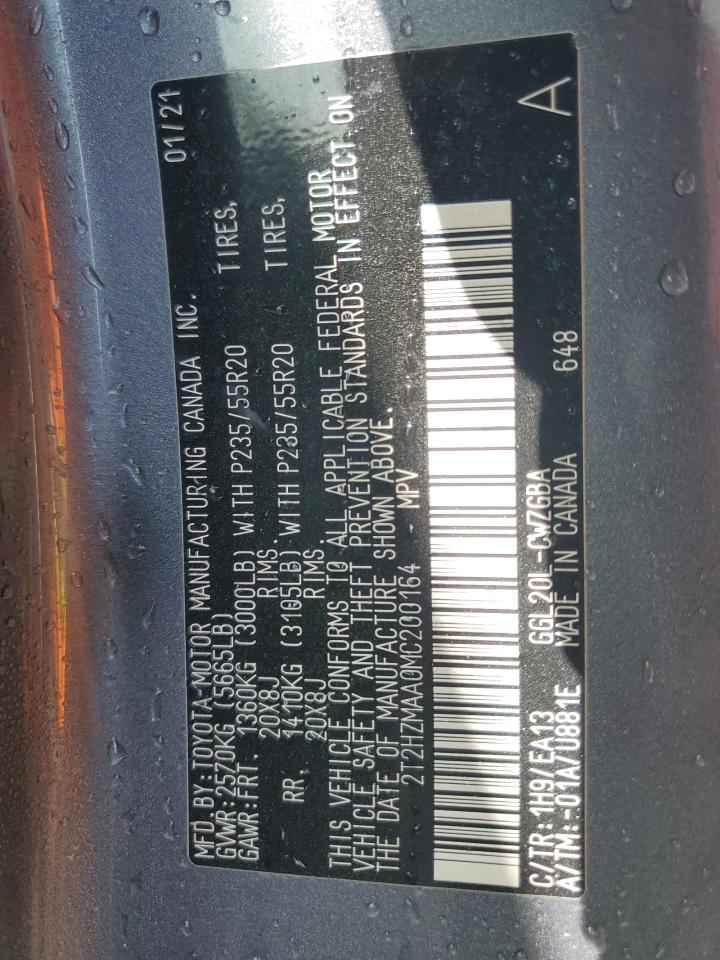 MFD.BY:TOYOTA MOTOR MANUFACTURING CANADA INC. 01/21
GVWR:2570KG (5665LB)
GAWR:FRT. 1360KG (3000LB) WITH P235/55R20 TIRES,
20X8J RIMS.
RR. 1410KG (3105LB) WITH P235/55R20 TIRES,
20X8J RIMS
THIS VEHICLE CONFORMS TO ALL APPLICABLE FEDERAL MOTOR
VEHICLE SAFETY AND THEFT PREVENTION STANDARDS IN EFFECT ON
THE DATE OF MANUFACTURE SHOWN ABOVE.
2T2HZMAA0MC200164 MPV
C/TR:1H9/EA13 GGL20L-CWZGBA
A/TM:-01A/0881E MADE IN CANADA 648 A